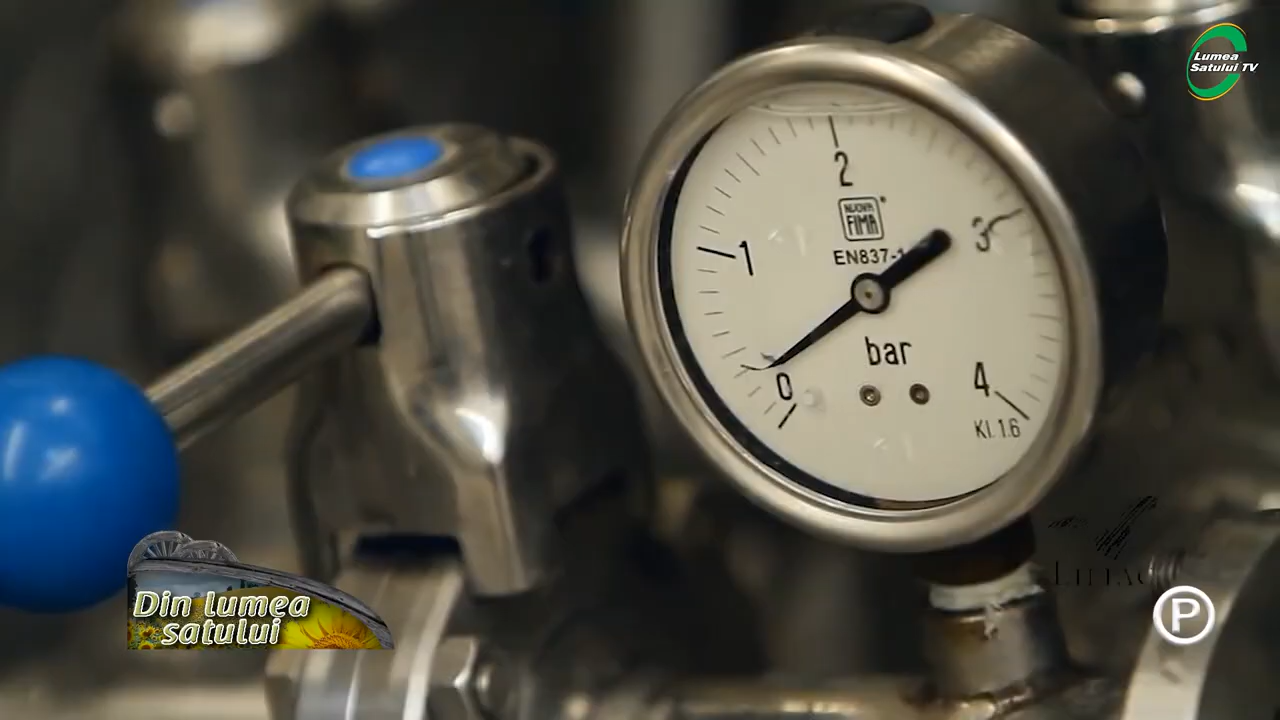 Lumea
Satului TV
2
NUOVA
FIMA
3
EN837-1
1
bar
0
4
Kl. 1.6
Din lumea
satului
P